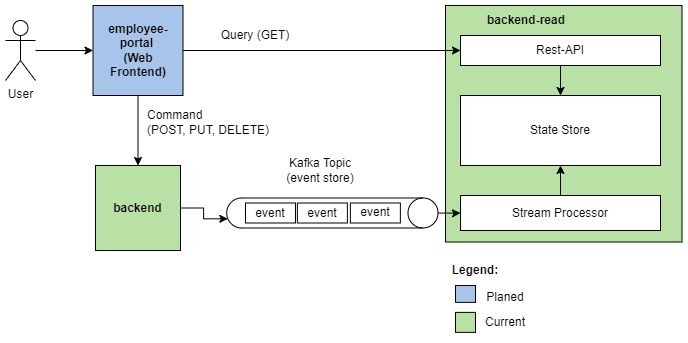 backend-read
employee-
portal
(Web
Frontend)
Query (GET)
Rest-API
User
Command
(POST, PUT, DELETE)
State Store
Kafka Topic
(event store)
backend
event
event
event
Stream Processor
Legend:
Planed
Current